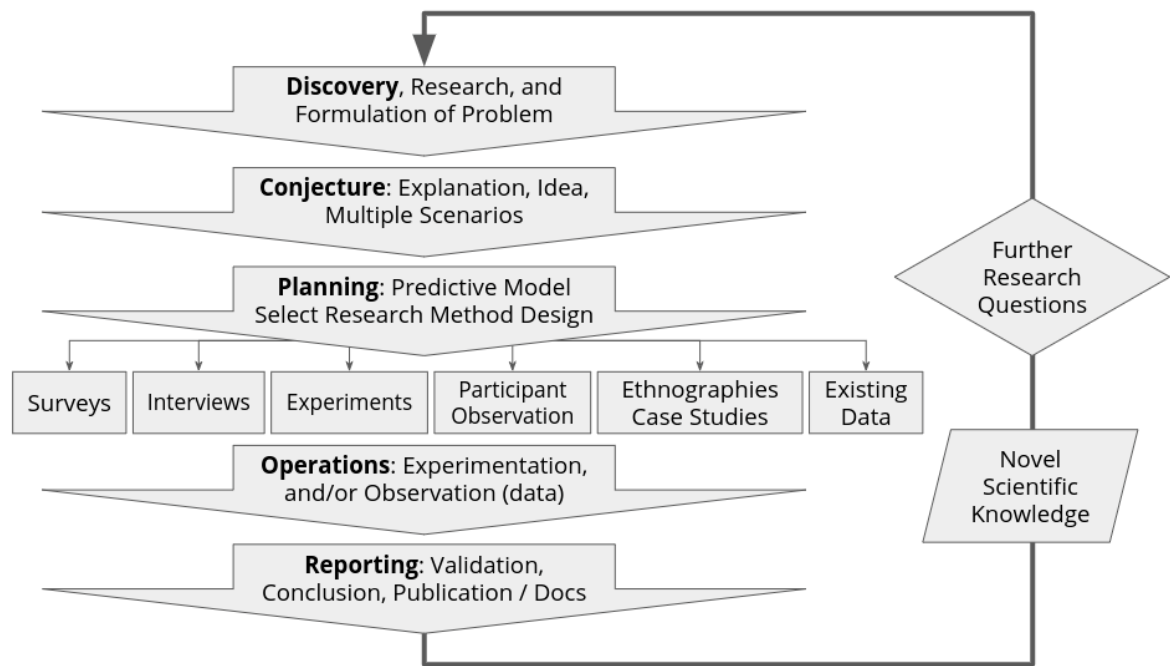 Discovery, Research, and
Formulation of Problem
Conjecture: Explanation, Idea,
Multiple Scenarios
Planning: Predictive Model
Select Research Method Design
Surveys
Interviews
Experiments
Participant
Observation
Ethnographies
Case Studies
Existing
Data
Operations: Experimentation,
and/or Observation (data)
Reporting: Validation,
Conclusion, Publication / Docs
Novel
Scientific
Knowledge
Further
Research
Questions